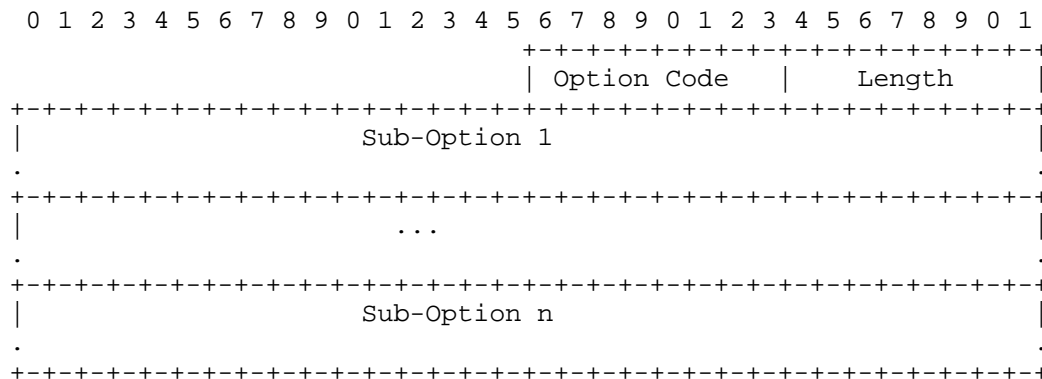 0 1 2 3 4 5 6 7 8 9 0 1 2 3 4 5 6 7 8 9 0 1 2 3 4 5 6 7 8 9 0 1
                                +-+-+-+-+-+-+-+-+-+-+-+-+-+-+-+-+
                                | Option Code   |    Length     |
+-+-+-+-+-+-+-+-+-+-+-+-+-+-+-+-+-+-+-+-+-+-+-+-+-+-+-+-+-+-+-+-+
|                     Sub-Option 1                              |
.                                                               .
+-+-+-+-+-+-+-+-+-+-+-+-+-+-+-+-+-+-+-+-+-+-+-+-+-+-+-+-+-+-+-+-+
|                       ...                                     |
.                                                               .
+-+-+-+-+-+-+-+-+-+-+-+-+-+-+-+-+-+-+-+-+-+-+-+-+-+-+-+-+-+-+-+-+
|                     Sub-Option n                              |
.                                                               .
+-+-+-+-+-+-+-+-+-+-+-+-+-+-+-+-+-+-+-+-+-+-+-+-+-+-+-+-+-+-+-+-+